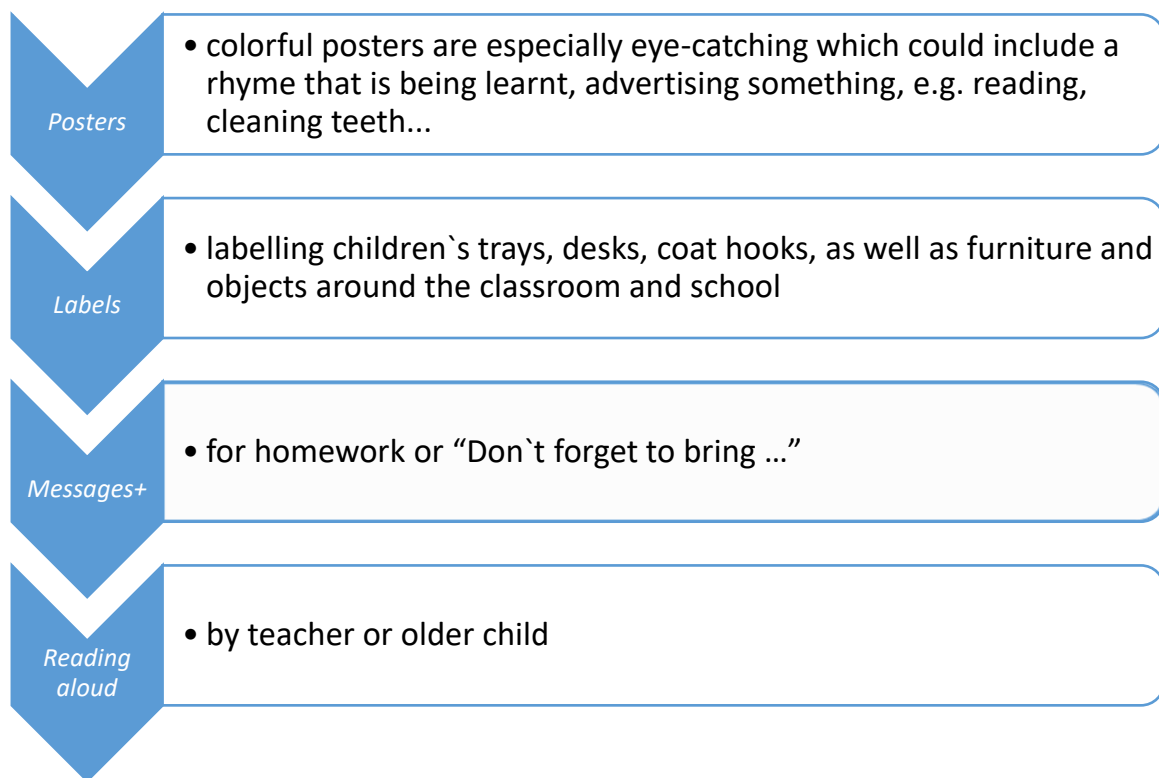 Posters
• colorful posters are especially eye-catching which could include a
rhyme that is being learnt, advertising something, e.g. reading,
cleaning teeth...
Labels
• labelling children`s trays, desks, coat hooks, as well as furniture and
objects around the classroom and school
Messages+
• for homework or “Don`t forget to bring …”
Reading
aloud
• by teacher or older child